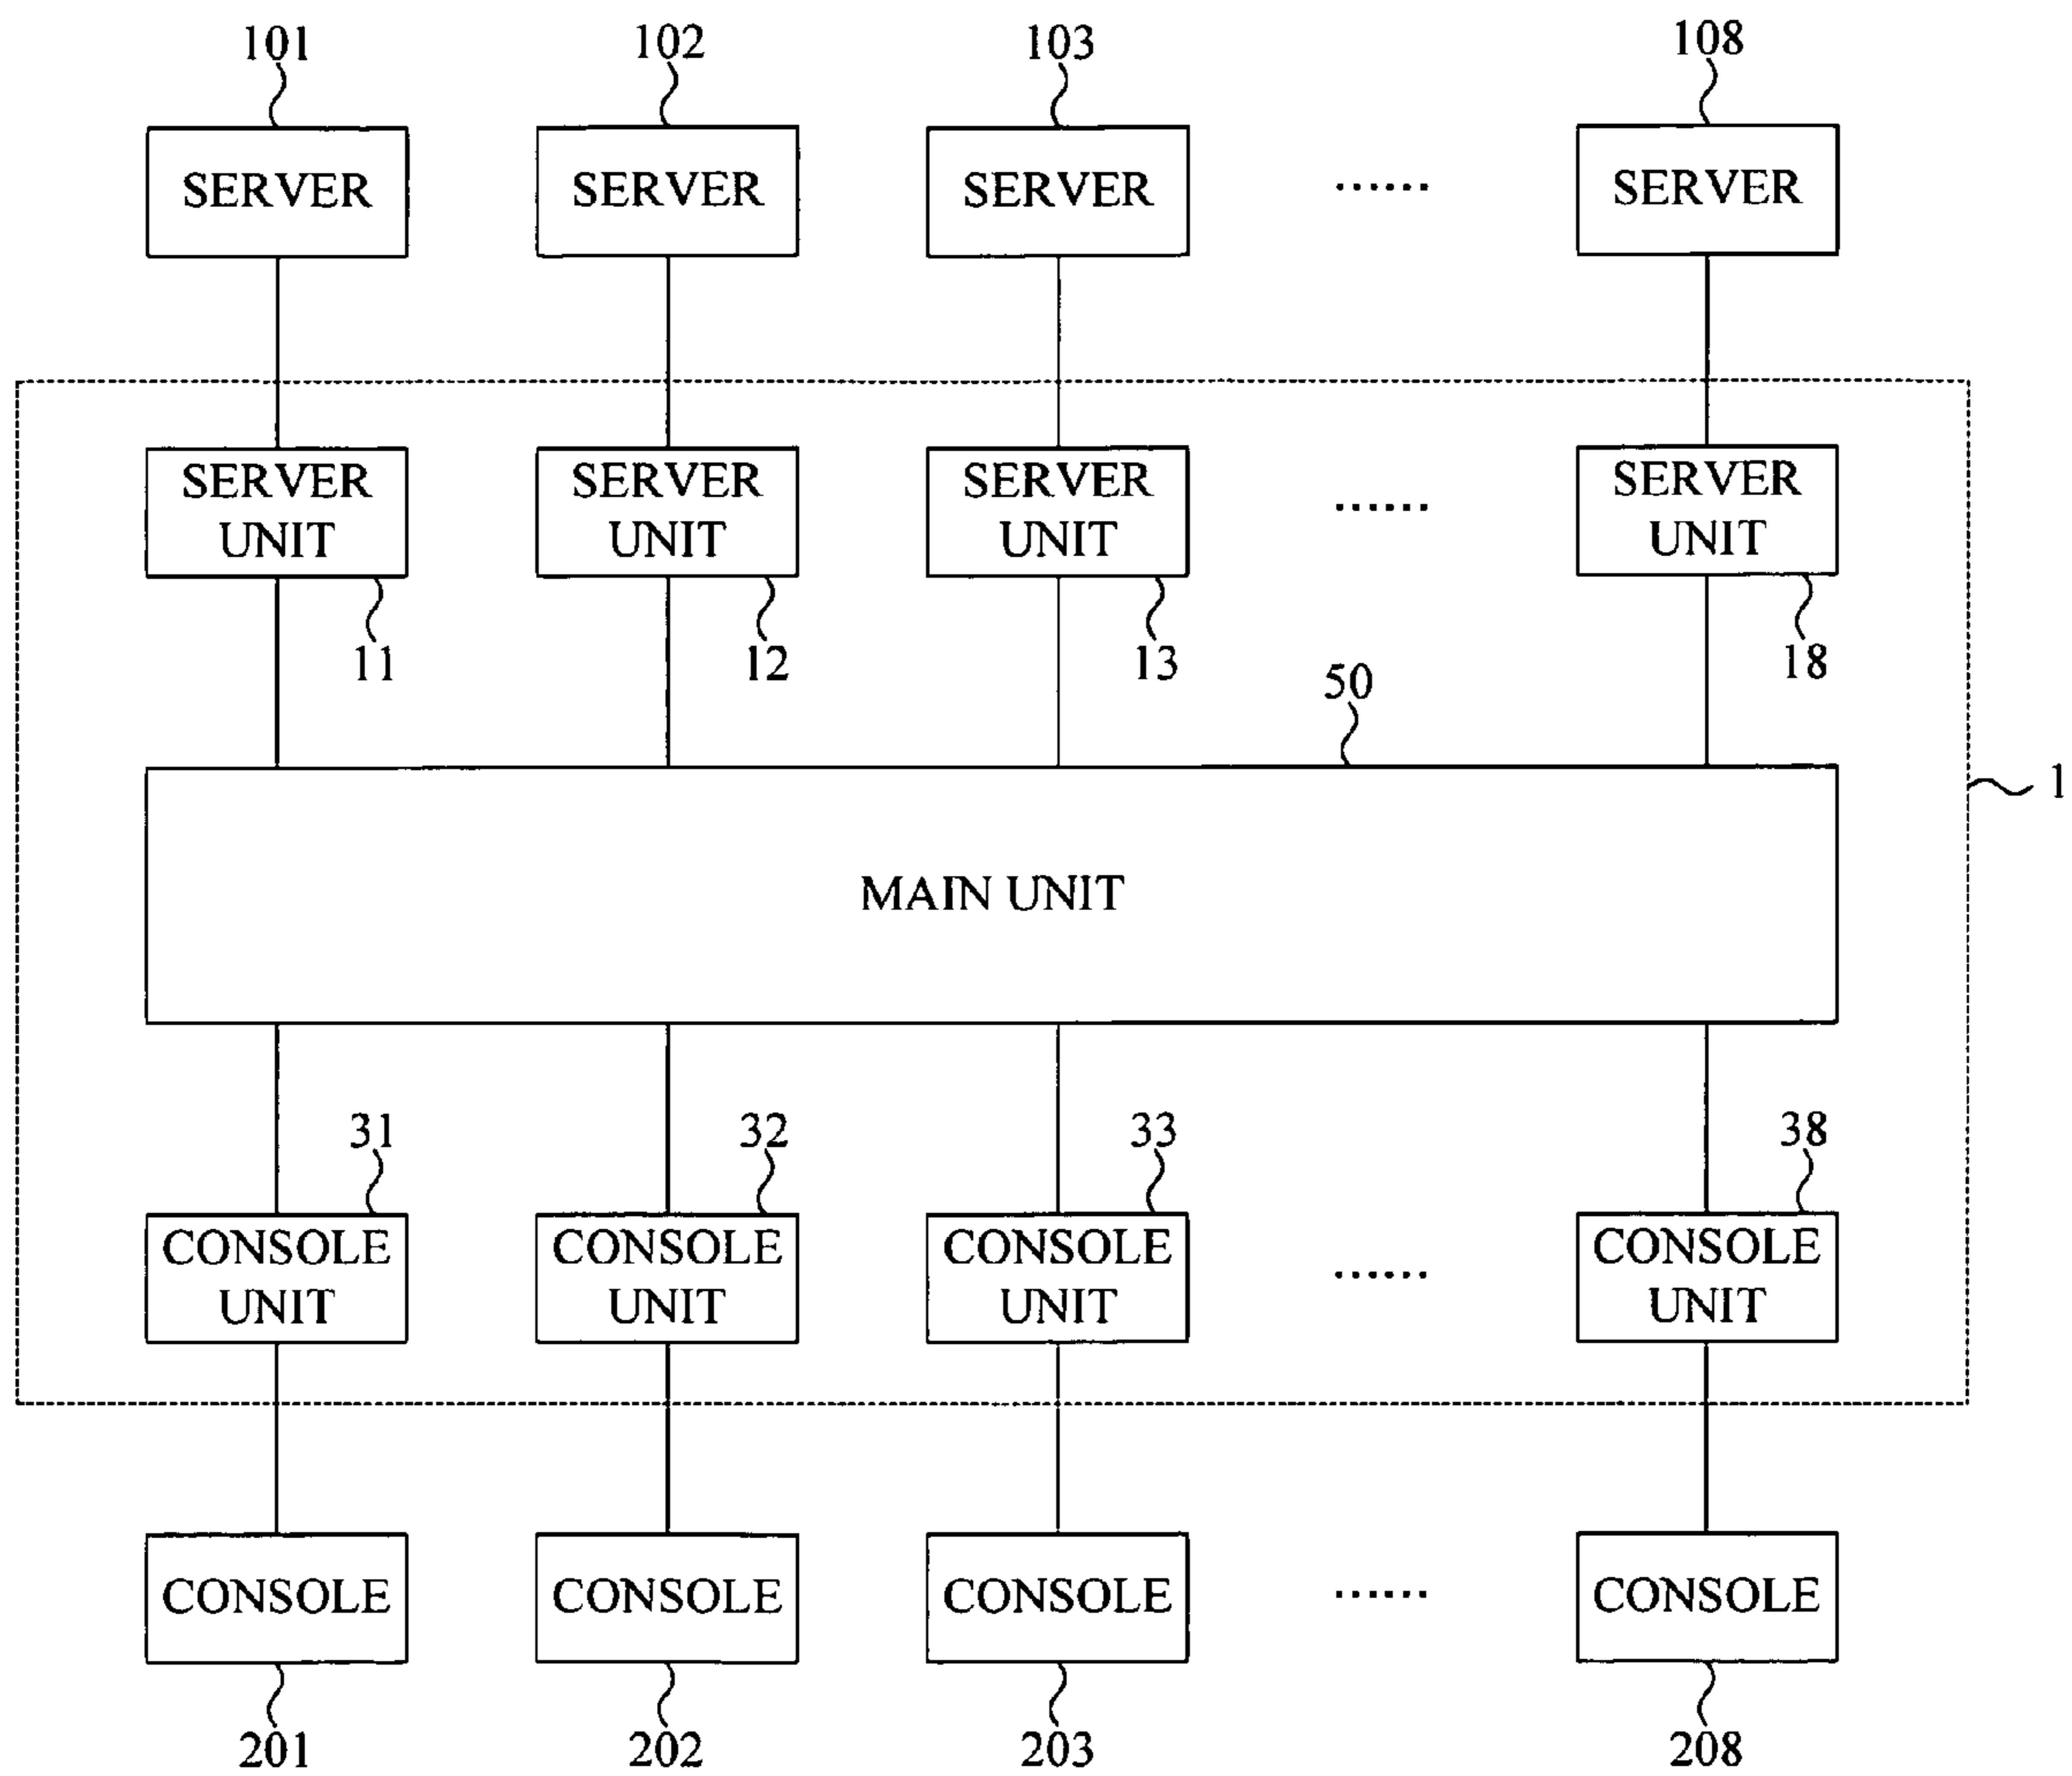 101 102 103 108
SERVER SERVER SERVER ...... SERVER
SERVER SERVER SERVER ...... SERVER
UNIT UNIT UNIT UNIT
11 12 13 18
50
1
MAIN UNIT
31 32 33 38
CONSOLE CONSOLE CONSOLE ...... CONSOLE
UNIT UNIT UNIT UNIT
CONSOLE CONSOLE CONSOLE ...... CONSOLE
201 202 203 208